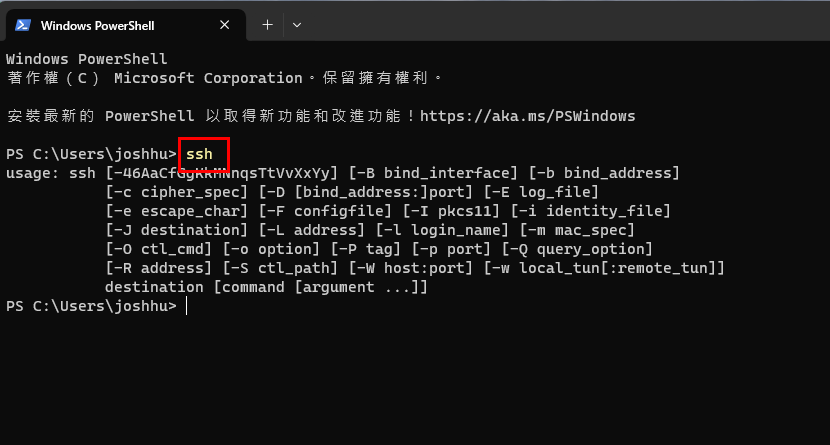 Windows PowerShell
Windows PowerShell
著作權 (C) Microsoft Corporation。保留擁有權利。
安裝最新的 PowerShell 以取得新功能和改進功能！https://aka.ms/PSWindows
PS C:\Users\joshhu> ssh
usage: ssh [-46AaCfGgKkMNnqsTtVvXxYy] [-B bind_interface] [-b bind_address]
[-c cipher_spec] [-D [bind_address:]port] [-E log_file]
[-e escape_char] [-F configfile] [-I pkcs11] [-i identity_file]
[-J destination] [-L address] [-l login_name] [-m mac_spec]
[-O ctl_cmd] [-o option] [-P tag] [-p port] [-Q query_option]
[-R address] [-S ctl_path] [-W host:port] [-w local_tun[:remote_tun]]
destination [command [argument ...]]
PS C:\Users\joshhu>